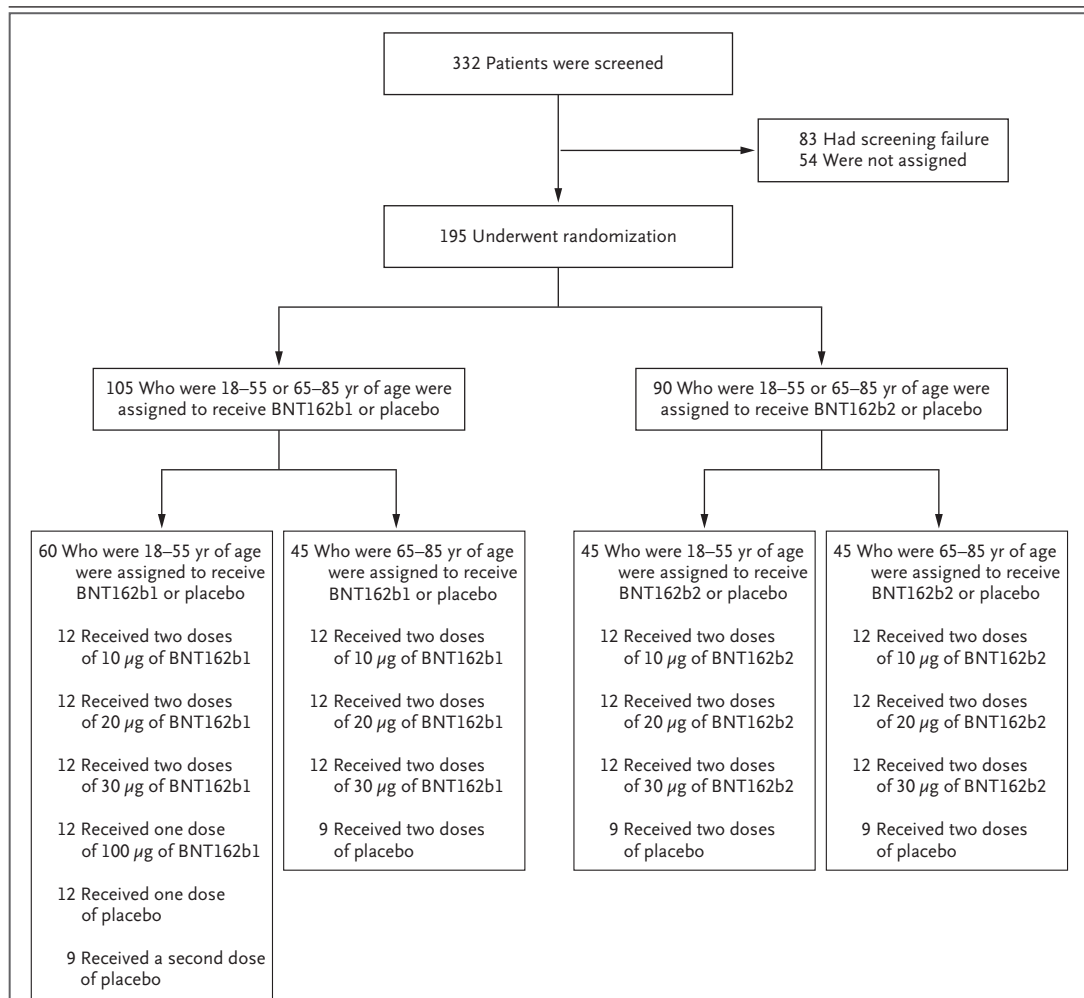 332 Patients were screened
83 Had screening failure
54 Were not assigned
195 Underwent randomization
105 Who were 18–55 or 65–85 yr of age were
assigned to receive BNT162b1 or placebo
90 Who were 18–55 or 65–85 yr of age were
assigned to receive BNT162b2 or placebo
60 Who were 18–55 yr of age
were assigned to receive
BNT162b1 or placebo
12 Received two doses
of 10 µg of BNT162b1
12 Received two doses
of 20 µg of BNT162b1
12 Received two doses
of 30 µg of BNT162b1
12 Received one dose
of 100 µg of BNT162b1
12 Received one dose
of placebo
9 Received a second dose
of placebo
45 Who were 65–85 yr of age
were assigned to receive
BNT162b1 or placebo
12 Received two doses
of 10 µg of BNT162b1
12 Received two doses
of 20 µg of BNT162b1
12 Received two doses
of 30 µg of BNT162b1
9 Received two doses
of placebo
45 Who were 18–55 yr of age
were assigned to receive
BNT162b2 or placebo
12 Received two doses
of 10 µg of BNT162b2
12 Received two doses
of 20 µg of BNT162b2
12 Received two doses
of 30 µg of BNT162b2
9 Received two doses
of placebo
45 Who were 65–85 yr of age
were assigned to receive
BNT162b2 or placebo
12 Received two doses
of 10 µg of BNT162b2
12 Received two doses
of 20 µg of BNT162b2
12 Received two doses
of 30 µg of BNT162b2
9 Received two doses
of placebo